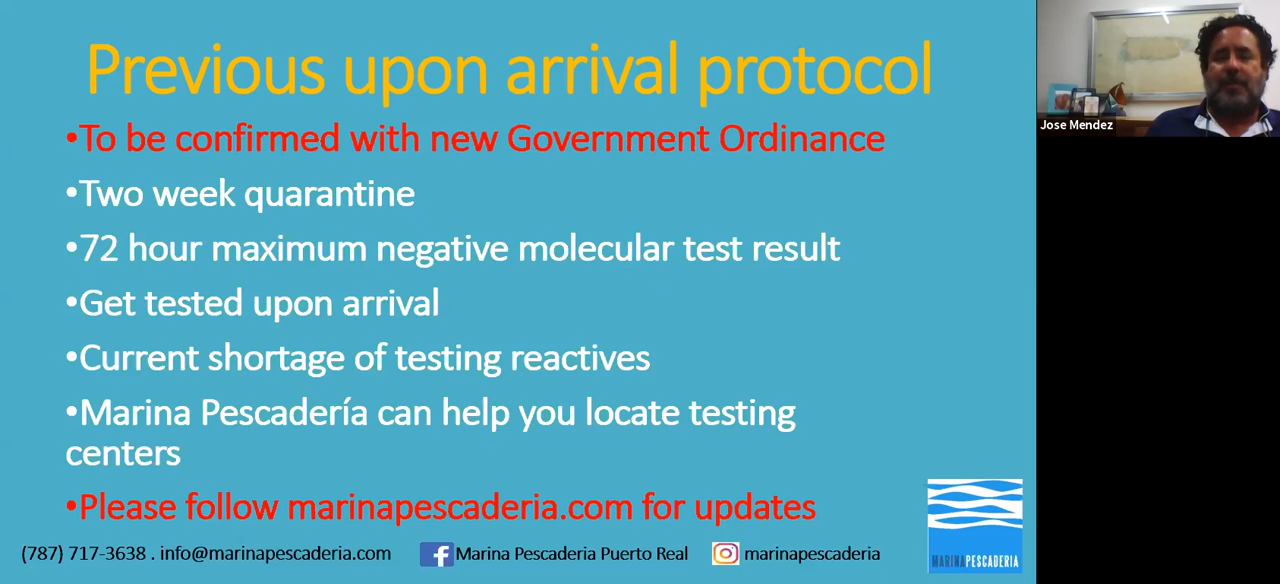 Previous upon arrival protocol
•To be confirmed with new Government Ordinance
•Two week quarantine
•72 hour maximum negative molecular test result
•Get tested upon arrival
•Current shortage of testing reactives
•Marina Pescadería can help you locate testing
centers
•Please follow marinapescaderia.com for updates
(787) 717-3638 . info@marinapescaderia.com
Marina Pescaderia Puerto Real
marinapescaderia
MARINAPESCADERIA
Jose Mendez